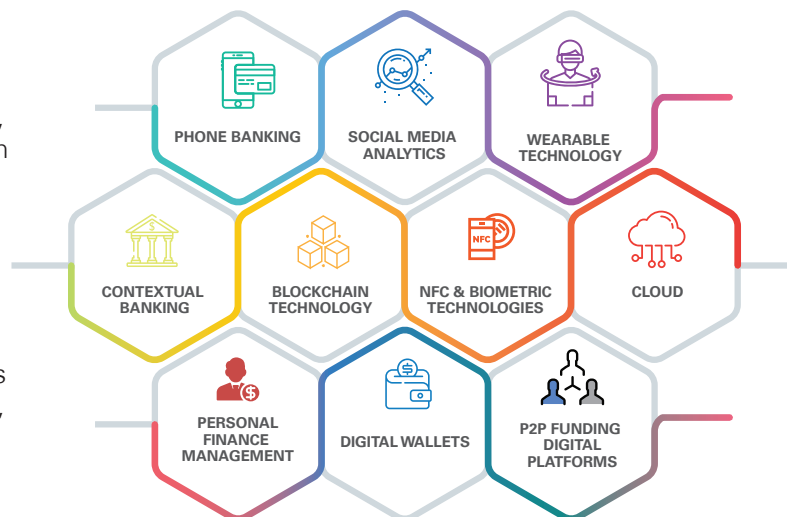 PHONE BANKING
SOCIAL MEDIA
ANALYTICS
WEARABLE
TECHNOLOGY
CONTEXTUAL
BANKING
$
BLOCKCHAIN
TECHNOLOGY
NFC
NFC & BIOMETRIC
TECHNOLOGIES
CLOUD
$
PERSONAL
FINANCE
MANAGEMENT
$
DIGITAL WALLETS
P2P FUNDING
DIGITAL
PLATFORMS